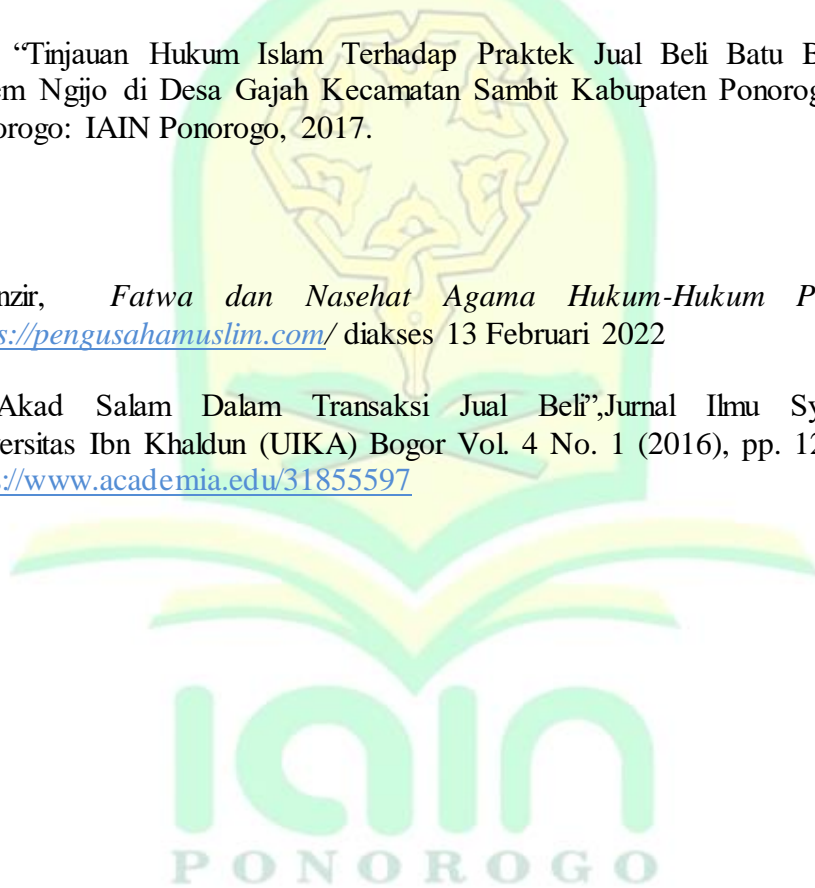 “Tinjauan Hukum Islam Terhadap Praktek Jual Beli Batu B
em Ngijo di Desa Gajah Kecamatan Sambit Kabupaten Ponorog
orogo: IAIN Ponorogo, 2017.
nzir, Fatwa dan Nasehat Agama Hukum-Hukum P
s://pengusahamuslim.com/ diakses 13 Februari 2022
Akad Salam Dalam Transaksi Jual Beli”,Jurnal Ilmu Sy
ersitas Ibn Khaldun (UIKA) Bogor Vol. 4 No. 1 (2016), pp. 12
://www.academia.edu/31855597
iain
PONOROGO